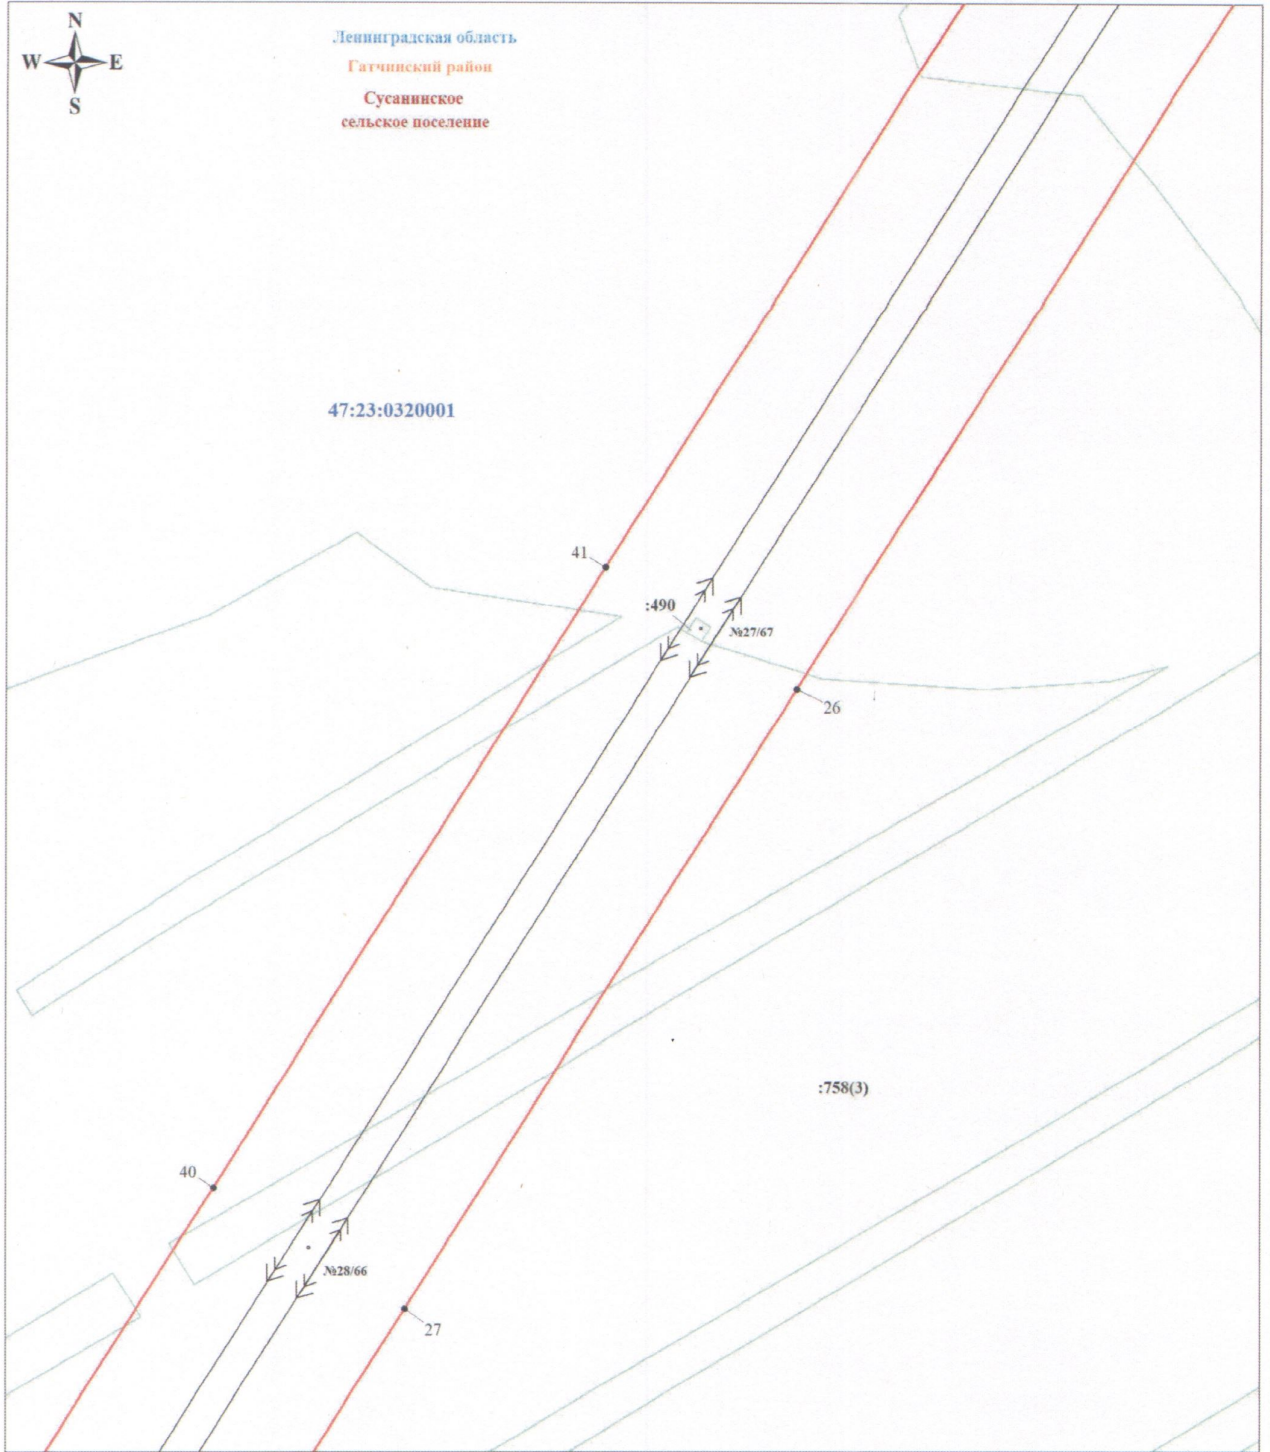 N
W E
S
Ленинградская область
Гатчинский район
Сусанинское
сельское поселение
47:23:0320001
41
:490
№27/67
26
:758(3)
40
№28/66
27